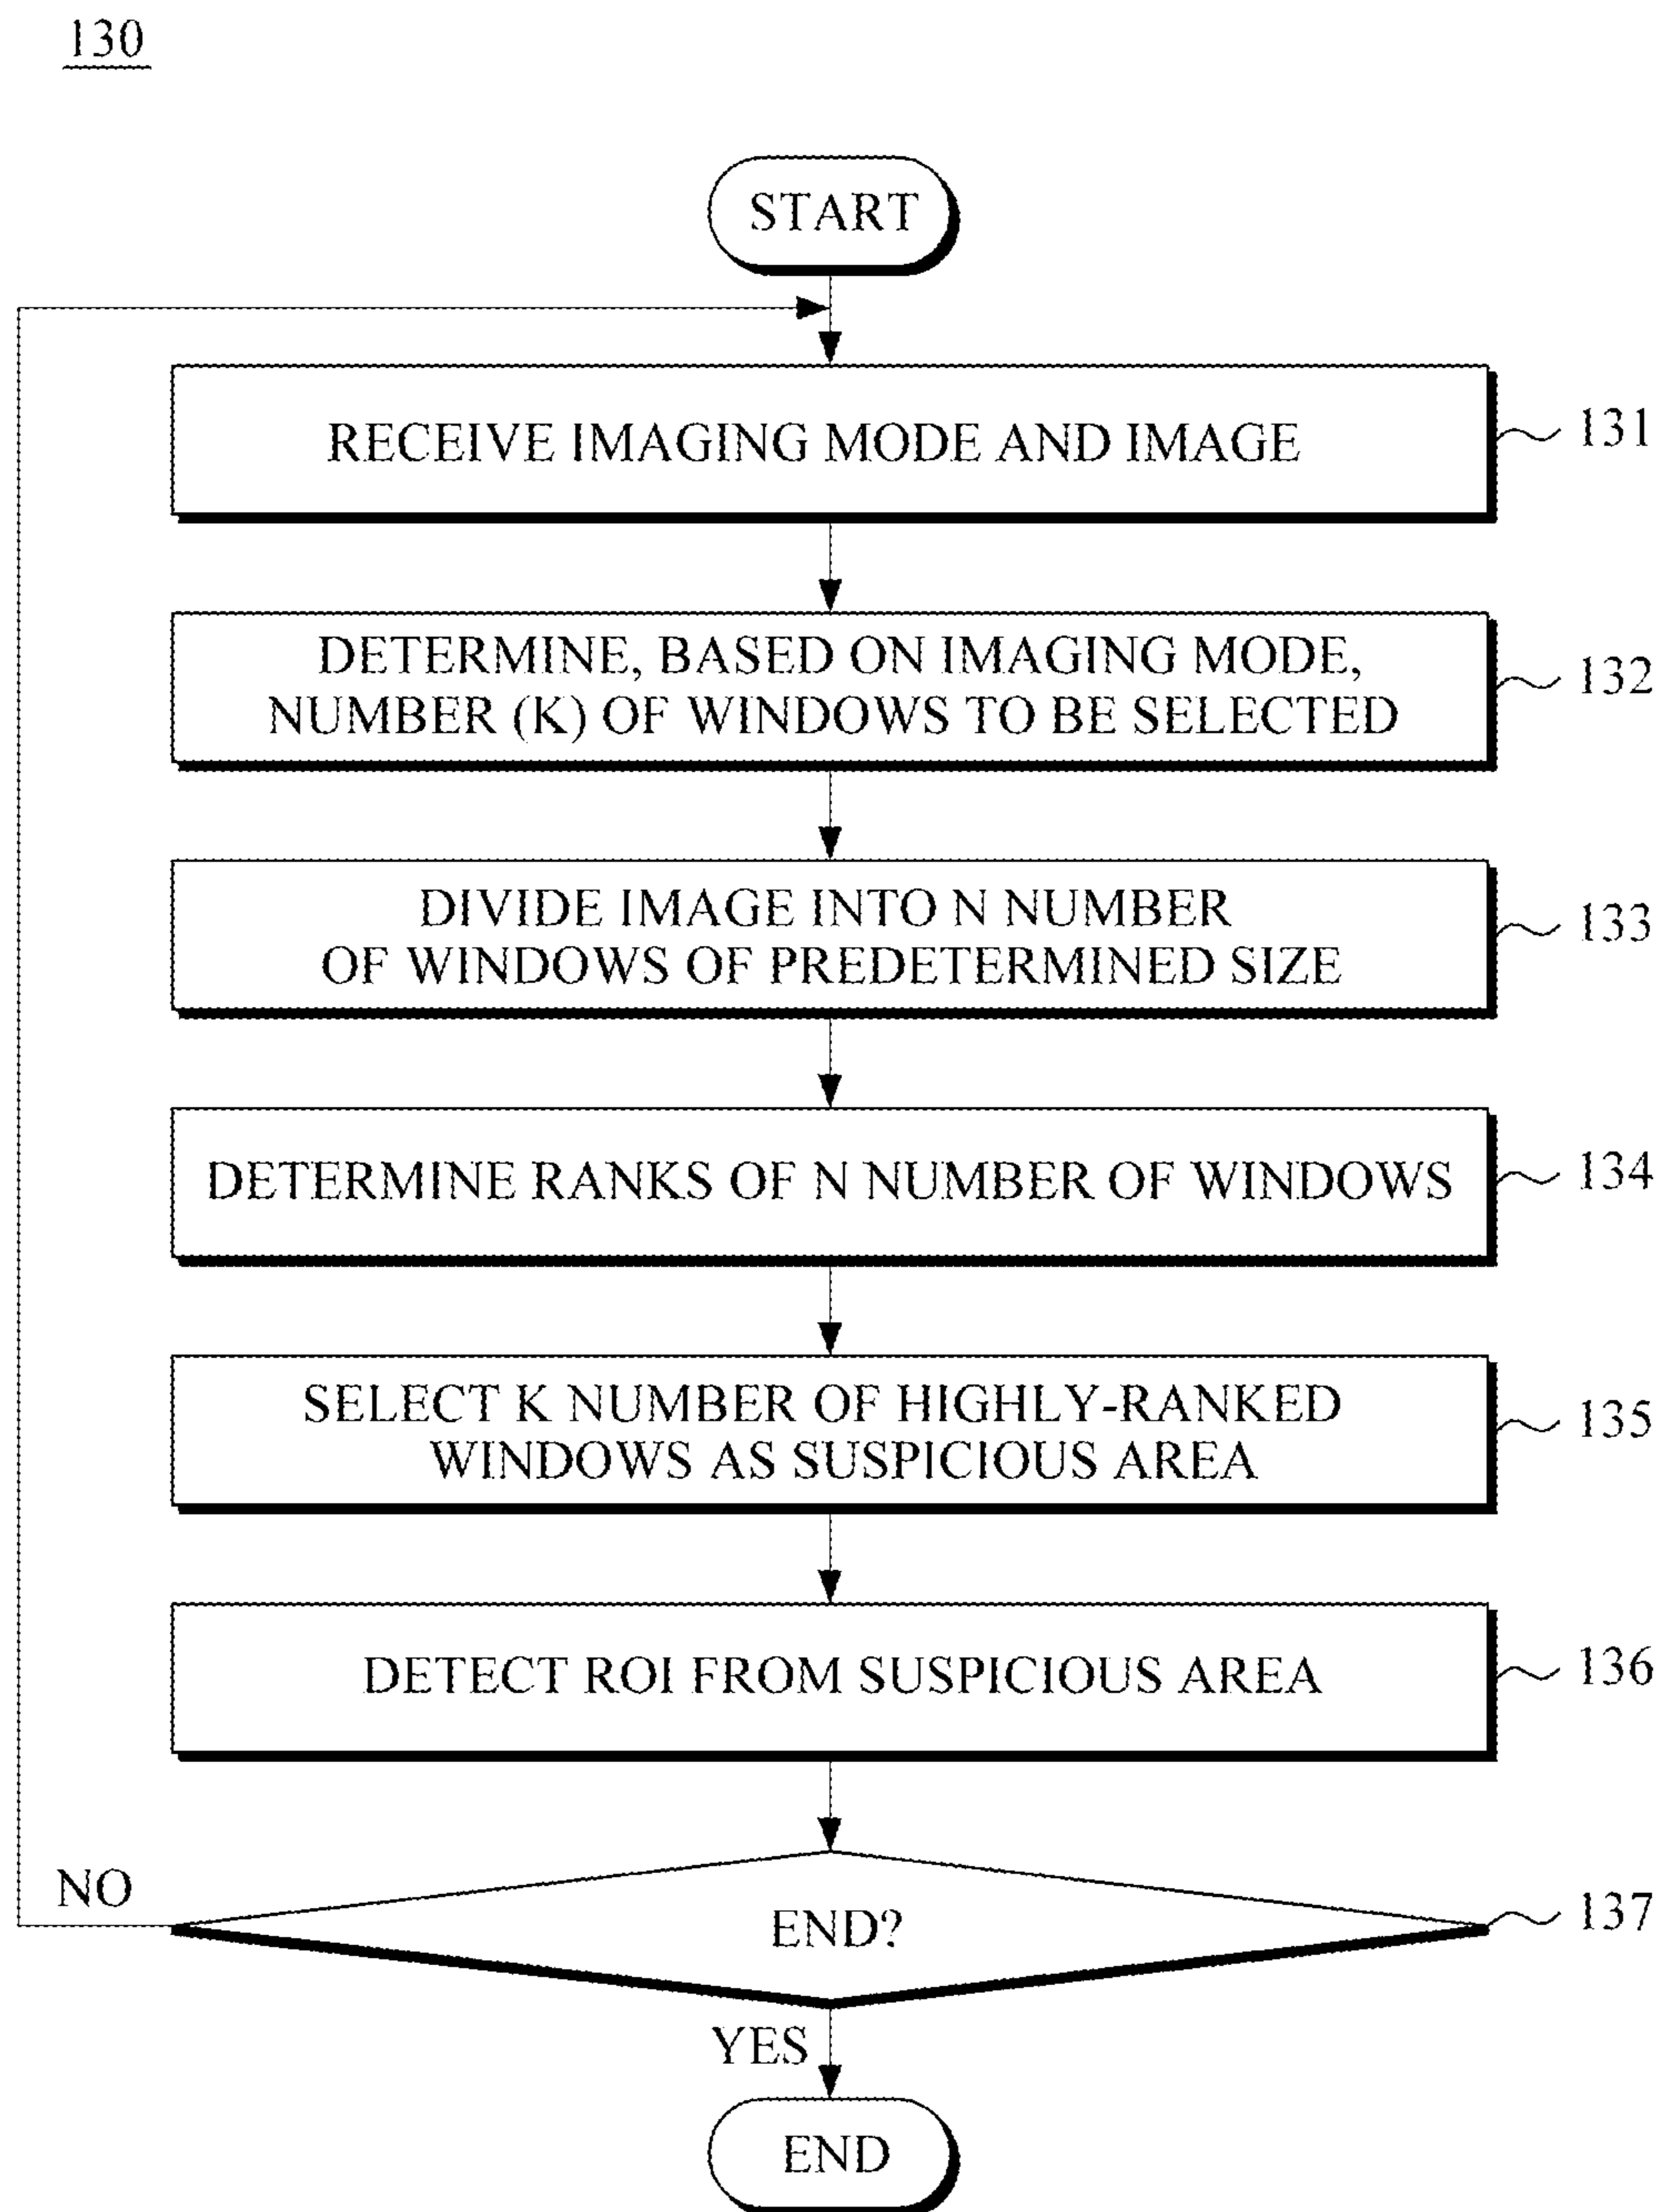 130
START
RECEIVE IMAGING MODE AND IMAGE
131
DETERMINE, BASED ON IMAGING MODE,
NUMBER (K) OF WINDOWS TO BE SELECTED
132
DIVIDE IMAGE INTO N NUMBER
OF WINDOWS OF PREDETERMINED SIZE
133
DETERMINE RANKS OF N NUMBER OF WINDOWS
134
SELECT K NUMBER OF HIGHLY-RANKED
WINDOWS AS SUSPICIOUS AREA
135
DETECT ROI FROM SUSPICIOUS AREA
136
NO
END?
137
YES
END